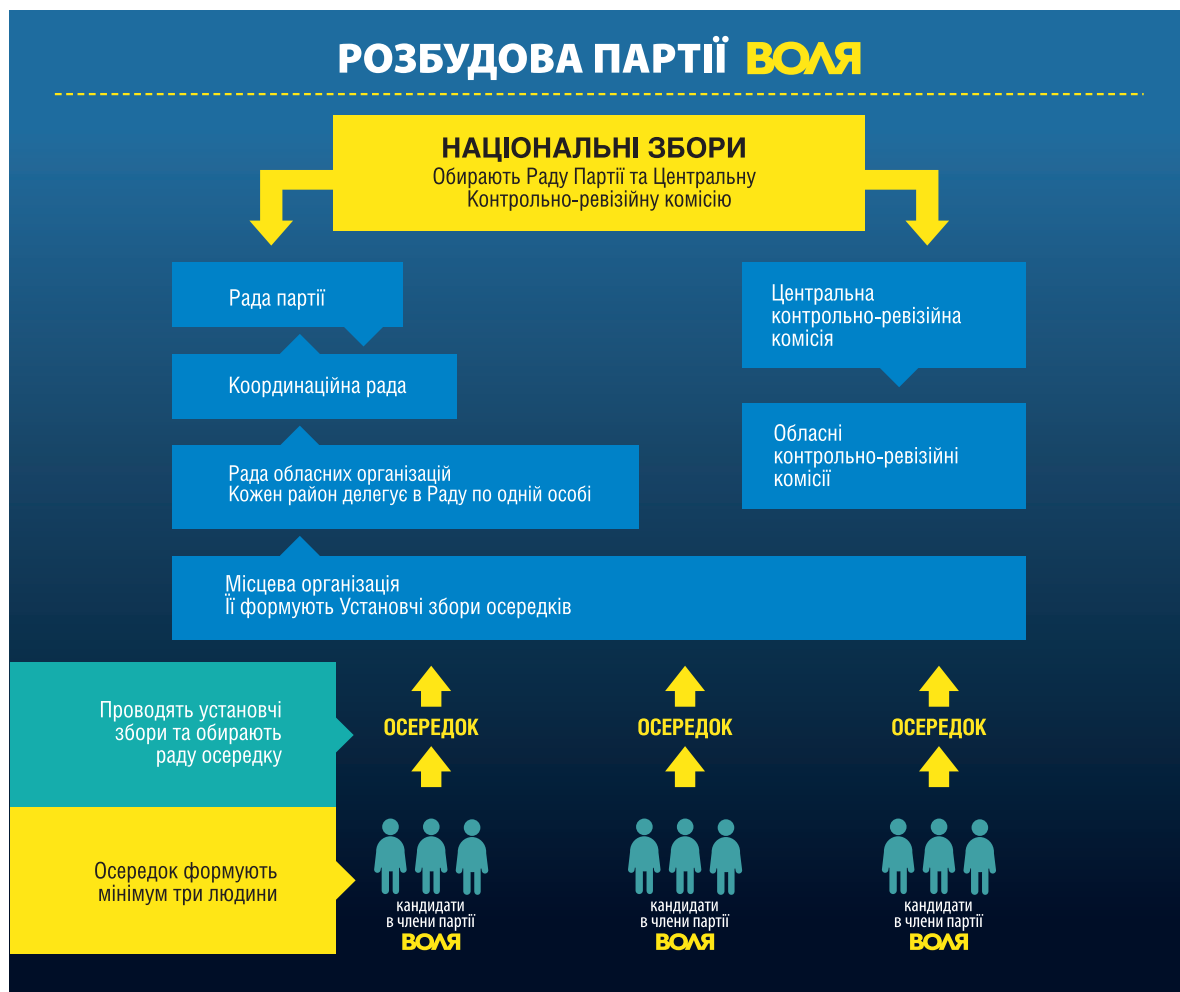 РОЗБУДОВА ПАРТІЇ ВОЛЯ
НАЦІОНАЛЬНІ ЗБОРИ
Обирають Раду Партії та Центральну
Контрольно-ревізійну комісію
Рада партії
Центральна
контрольно-ревізійна
комісія
Координаційна рада
Обласні
контрольно-ревізійні
комісії
Рада обласних організацій
Кожен район делегує в Раду по одній особі
Місцева організація
Її формують Установчі збори осередків
Проводять установчі
збори та обирають
раду осередку
ОСЕРЕДОК
ОСЕРЕДОК
ОСЕРЕДОК
Осередок формують
мінімум три людини
кандидати
в члени партії
ВОЛЯ
кандидати
в члени партії
ВОЛЯ
кандидати
в члени партії
ВОЛЯ